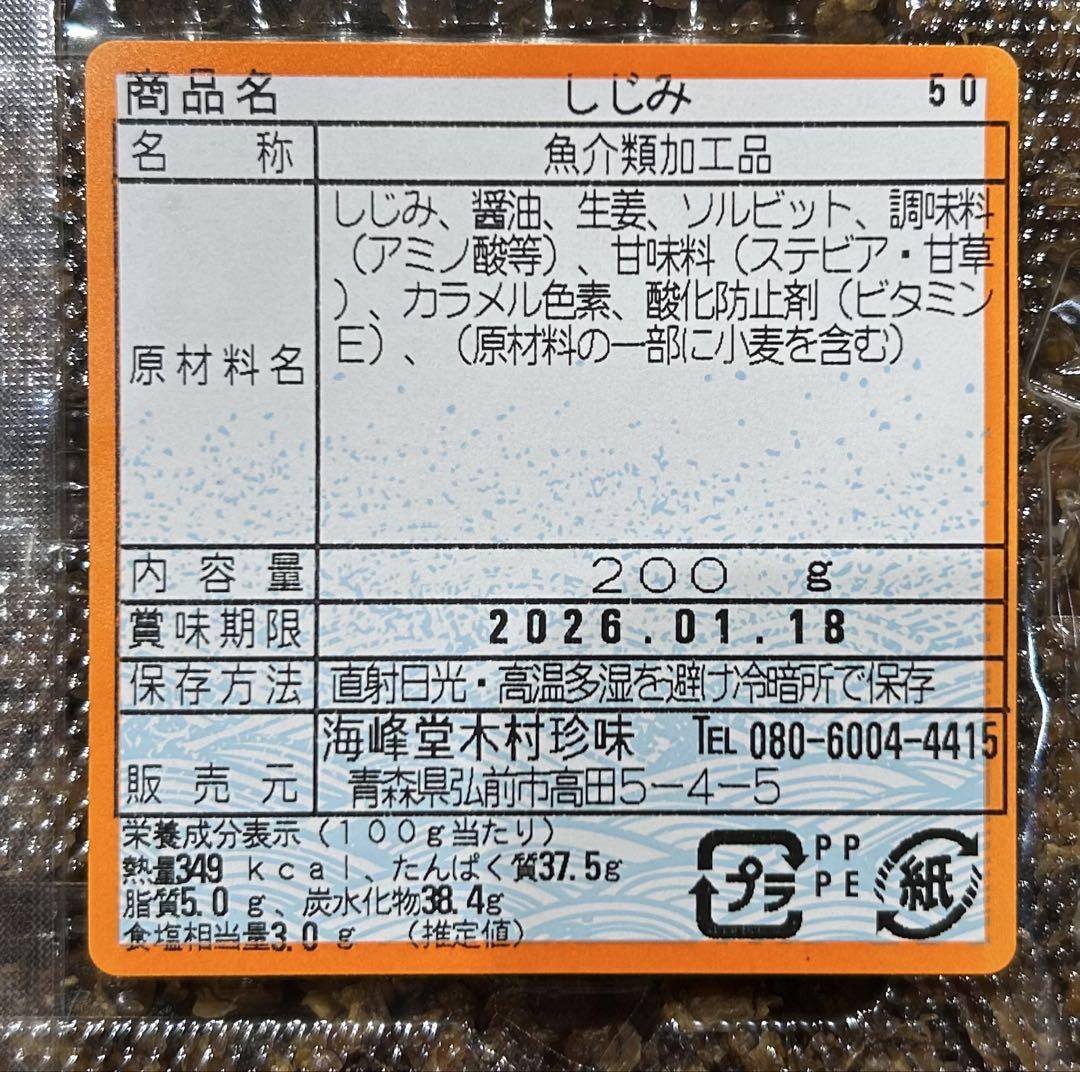 商品名 しじみ 50
名称 魚介類加工品
原材料名 しじみ、醤油、生姜、ソルビット、調味料
（アミノ酸等）、甘味料（ステビア・甘草
）、カラメル色素、酸化防止剤（ビタミン
E）、（原材料の一部に小麦を含む）
内容量 200 g
賞味期限 2026.01.18
保存方法 直射日光・高温多湿を避け冷暗所で保存
販売元 海峰堂木村珍味 TEL 080-6004-4415
青森県弘前市高田5-4-5
栄養成分表示（100g当たり）
熱量349 kcal、たんぱく質37.5g
脂質5.0 g、炭水化物38.4g
食塩相当量3.0 g （推定値）
プラ PP
PE
紙